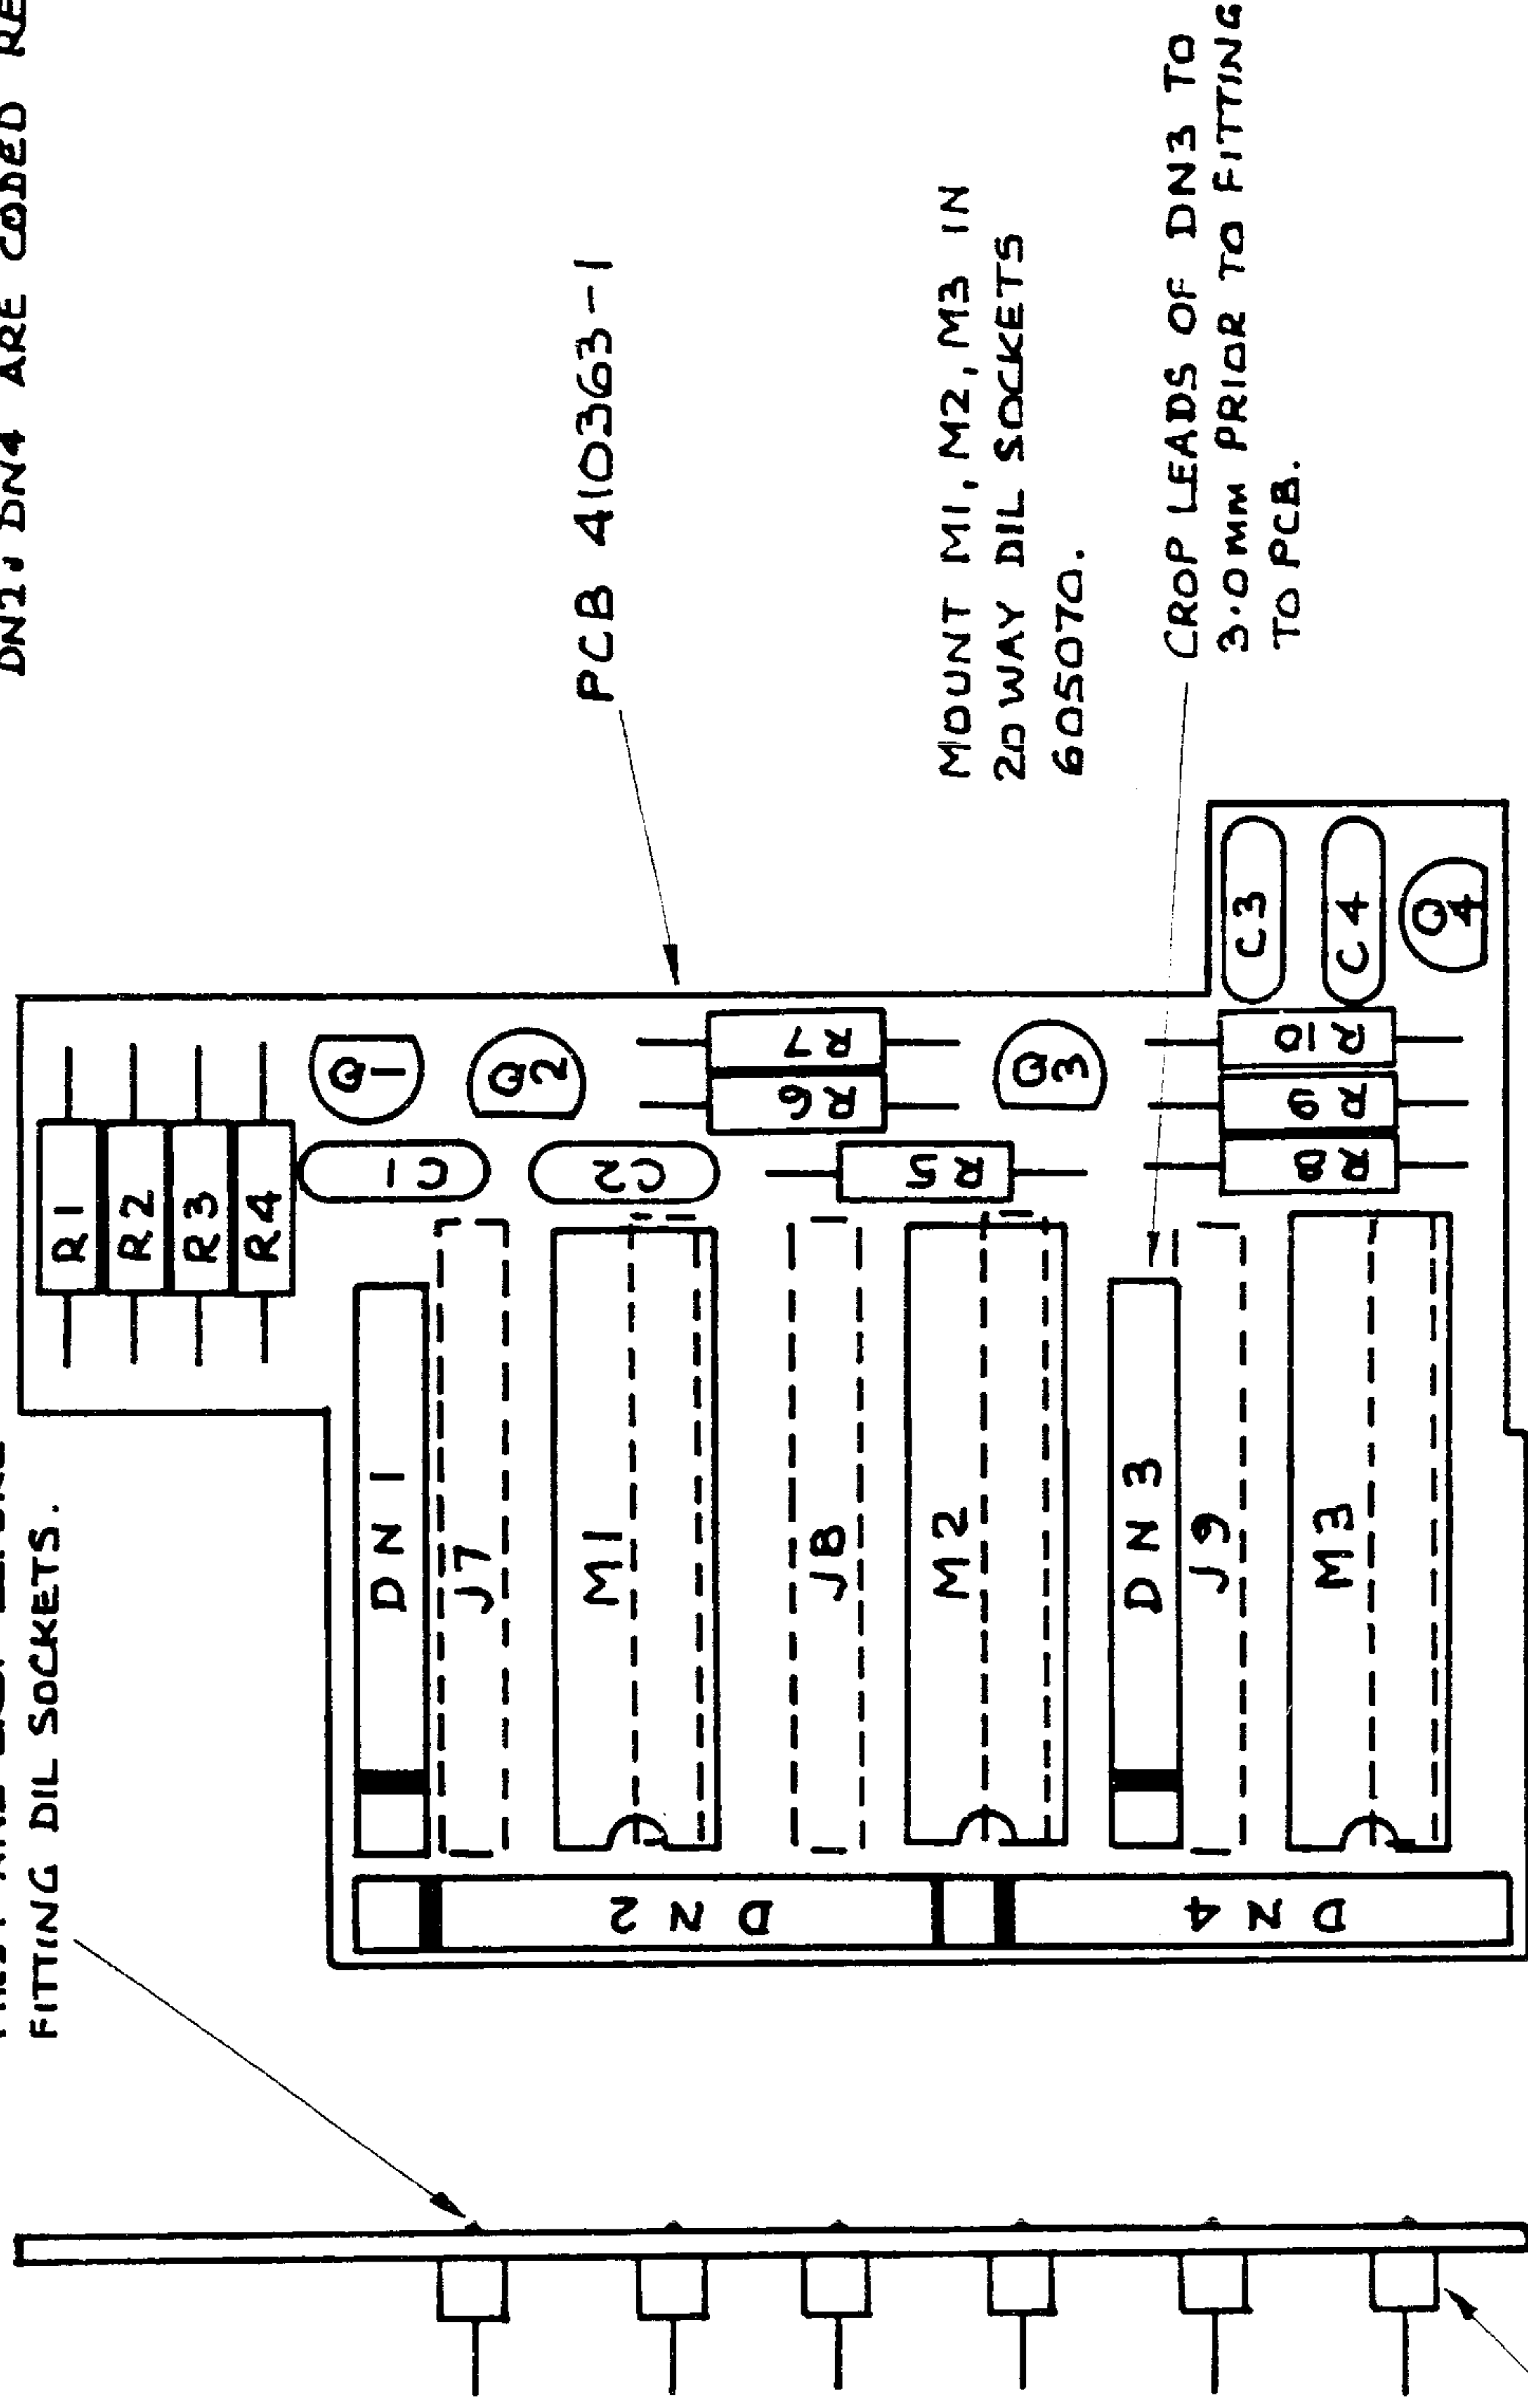 DN2, DN4 ARE CODED RE
FITTING DIL SOCKETS.
PCB 410363-1
MOUNT M1, M2, M3 IN
20 WAY DIL SOCKETS
605070.
CROP LEADS OF DN3 TO
3.0MM PRIOR TO FITTING
TO PCB.
R1
R2
R3
R4
Q1
Q2
C1
C2
R7
R6
R5
Q3
R10
R9
R8
C3
C4
Q4
DN1
J7
M1
J8
M2
DN3
J9
M3
DN2
DN4